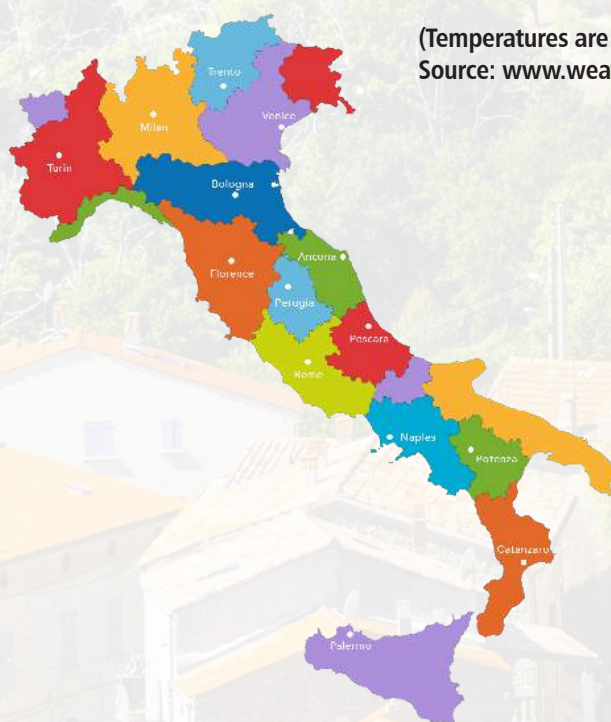 (Temperatures are
Source: www.wea
Trento
Venice
Milan
Turin
Bologna
Ancona
Florence
Perugia
Pescara
Rome
Naples
Potenza
Catanzaro
Palermo